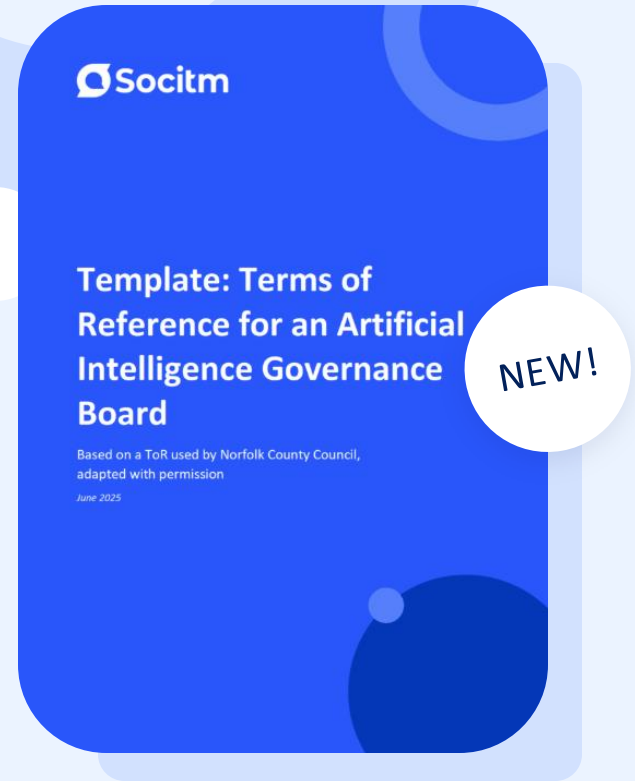 Socitm
Template: Terms of
Reference for an Artificial
Intelligence Governance
Board
NEW!
Based on a ToR used by Norfolk County Council,
adapted with permission
June 2025